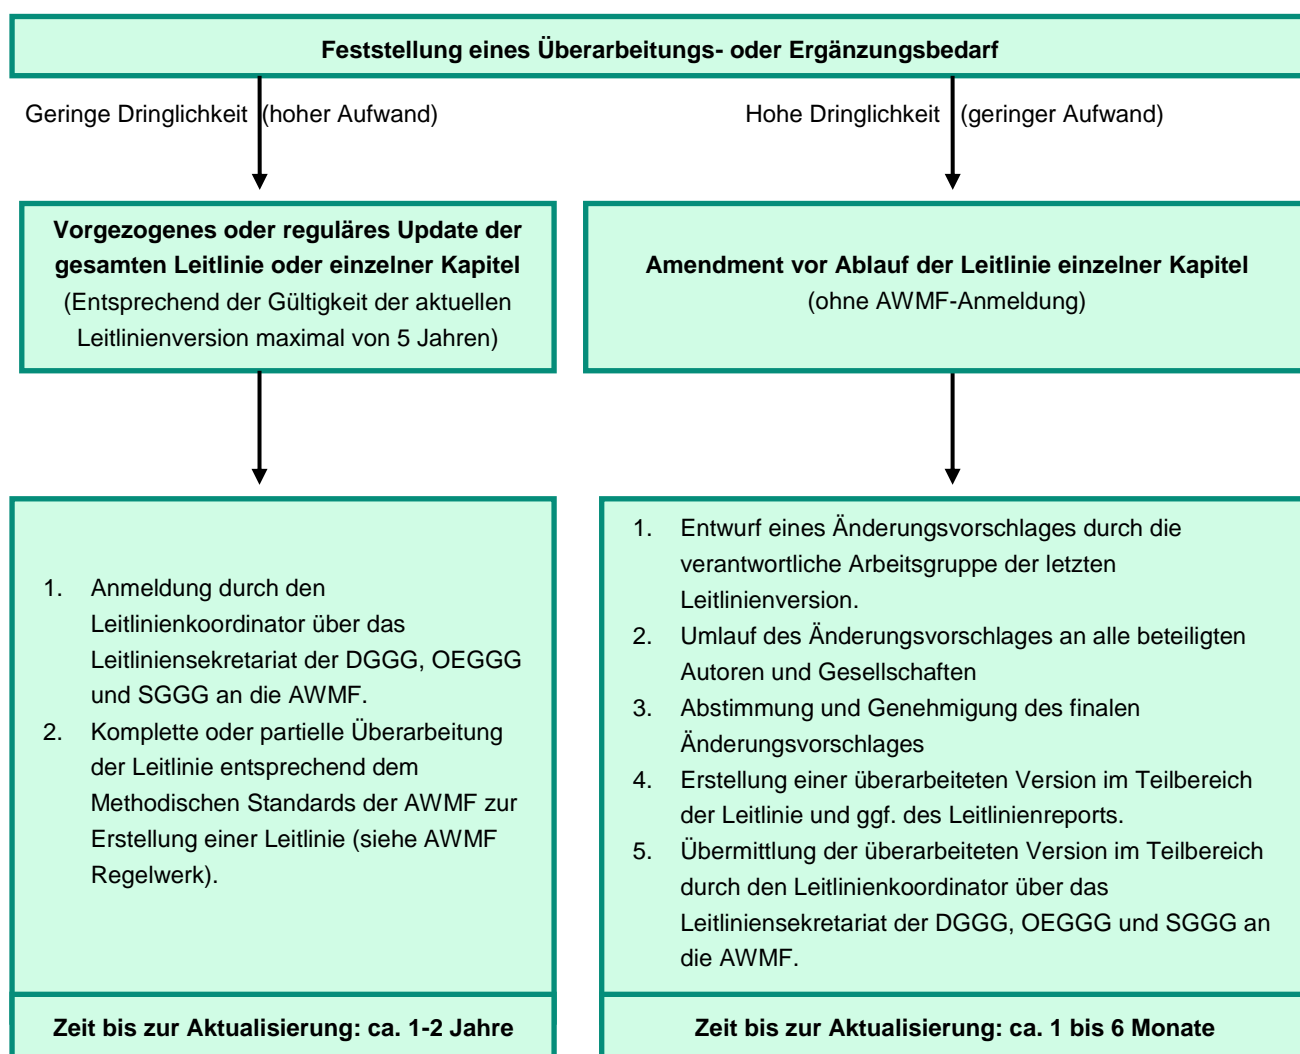 Feststellung eines Überarbeitungs- oder Ergänzungsbedarf
Geringe Dringlichkeit (hoher Aufwand)
Hohe Dringlichkeit (geringer Aufwand)
Vorgezogenes oder reguläres Update der
gesamten Leitlinie oder einzelner Kapitel
(Entsprechend der Gültigkeit der aktuellen
Leitlinienversion maximal von 5 Jahren)
Amendment vor Ablauf der Leitlinie einzelner Kapitel
(ohne AWMF-Anmeldung)
1. Anmeldung durch den
Leitlinienkoordinator über das
Leitliniensekretariat der DGGG, OEGGG
und SGGG an die AWMF.
2. Komplette oder partielle Überarbeitung
der Leitlinie entsprechend dem
Methodischen Standards der AWMF zur
Erstellung einer Leitlinie (siehe AWMF
Regelwerk).
Zeit bis zur Aktualisierung: ca. 1-2 Jahre
1. Entwurf eines Änderungsvorschlages durch die
verantwortliche Arbeitsgruppe der letzten
Leitlinienversion.
2. Umlauf des Änderungsvorschlages an alle beteiligten
Autoren und Gesellschaften
3. Abstimmung und Genehmigung des finalen
Änderungsvorschlages
4. Erstellung einer überarbeiteten Version im Teilbereich
der Leitlinie und ggf. des Leitlinienreports.
5. Übermittlung der überarbeiteten Version im Teilbereich
durch den Leitlinienkoordinator über das
Leitliniensekretariat der DGGG, OEGGG und SGGG an
die AWMF.
Zeit bis zur Aktualisierung: ca. 1 bis 6 Monate